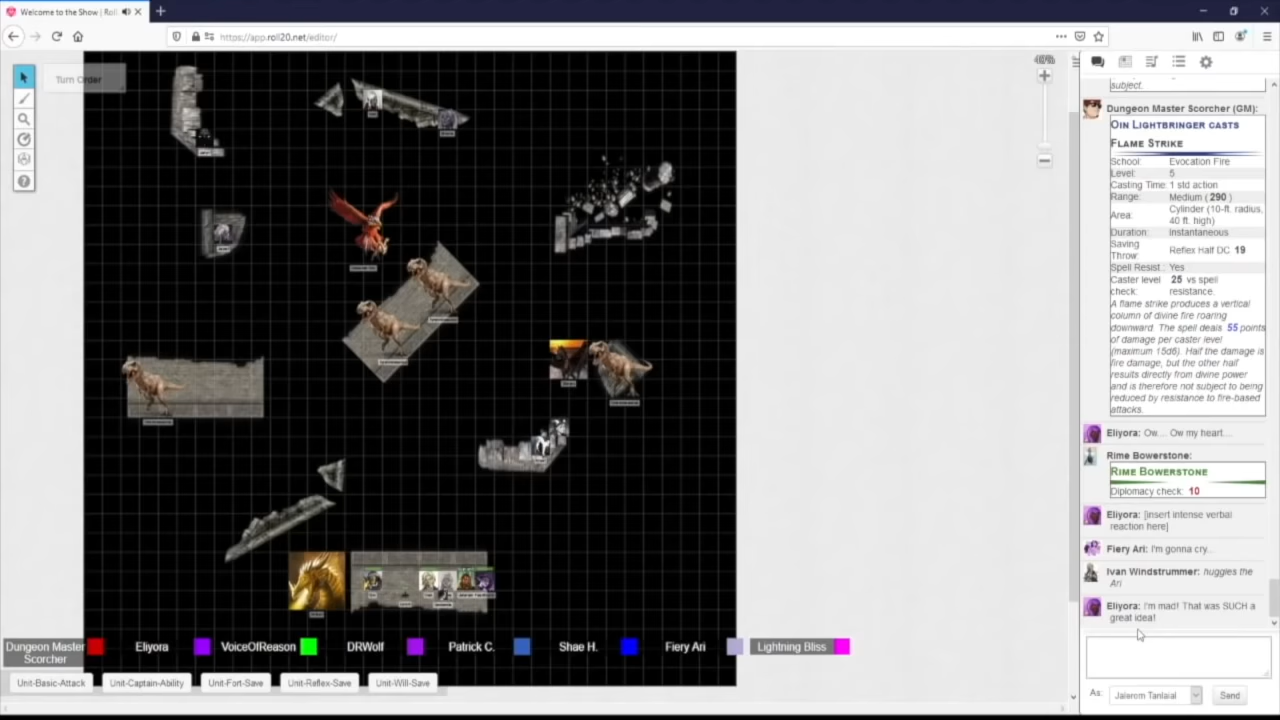 Welcome to the Show | Roll
https://app.roll20.net/editor/
Turn Order
subject.
Dungeon Master Scorcher (GM):
OIN LIGHTBRINGER CASTS
FLAME STRIKE
School: Evocation Fire
Level: 5
Casting Time: 1 std action
Range: Medium ( 290 )
Area: Cylinder (10-ft. radius,
40 ft. high)
Duration: Instantaneous
Saving
Throw: Reflex Half DC 19
Spell Resist.: Yes
Caster level 25 vs spell
check: resistance.
A flame strike produces a vertical
column of divine fire roaring
downward. The spell deals 55 points
of damage per caster level
(maximum 15d6). Half the damage is
fire damage, but the other half
results directly from divine power
and is therefore not subject to being
reduced by resistance to fire-based
attacks.
Eliyora: Ow... Ow my heart....
Rime Bowerstone:
RIME BOWERSTONE
Diplomacy check: 10
Eliyora: [insert intense verbal
reaction here]
Fiery Ari: I'm gonna cry...
Ivan Windstrummer: huggles the
Ari
Eliyora: I'm mad! That was SUCH a
great idea!
Dungeon Master
Scorcher
Eliyora
VoiceOfReason
DRWolf
Patrick C.
Shae H.
Fiery Ari
Lightning Bliss
Unit-Basic-Attack
Unit-Captain-Ability
Unit-Fort-Save
Unit-Reflex-Save
Unit-Will-Save
As:
Jalerom Tanlaial
Send